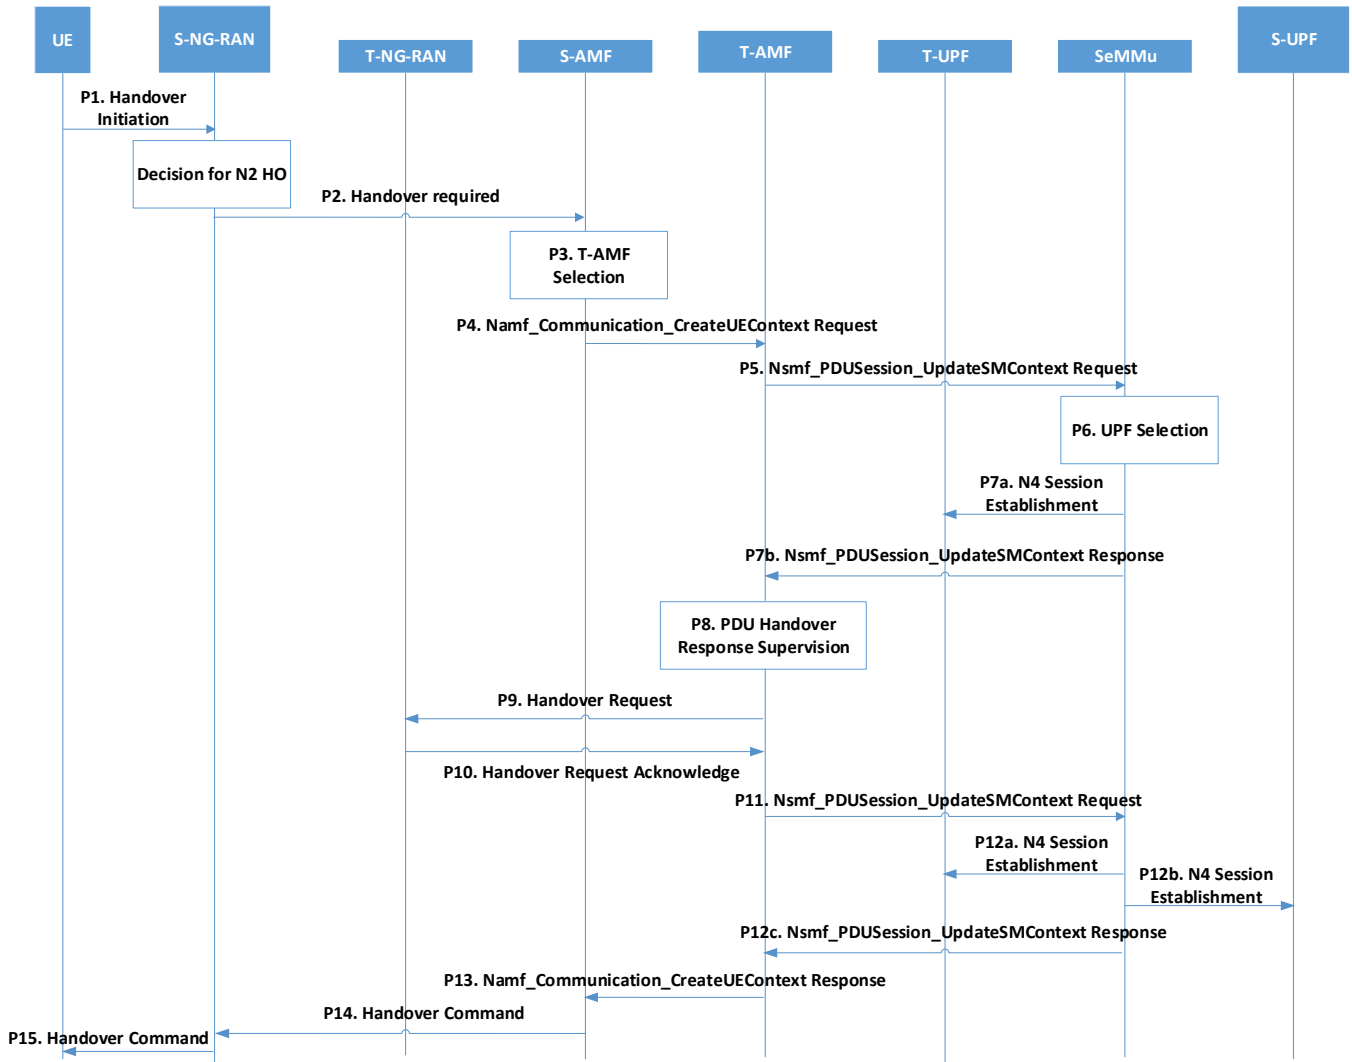 UE
S-NG-RAN
T-NG-RAN
S-AMF
T-AMF
T-UPF
SeMMu
S-UPF
P1. Handover
Initiation
Decision for N2 HO
P2. Handover required
P3. T-AMF
Selection
P4. Namf_Communication_CreateUEContext Request
P5. Nsmf_PDUSession_UpdateSMContext Request
P6. UPF Selection
P7a. N4 Session
Establishment
P7b. Nsmf_PDUSession_UpdateSMContext Response
P8. PDU Handover
Response Supervision
P9. Handover Request
P10. Handover Request Acknowledge
P11. Nsmf_PDUSession_UpdateSMContext Request
P12a. N4 Session
Establishment
P12b. N4 Session
Establishment
P12c. Nsmf_PDUSession_UpdateSMContext Response
P13. Namf_Communication_CreateUEContext Response
P14. Handover Command
P15. Handover Command